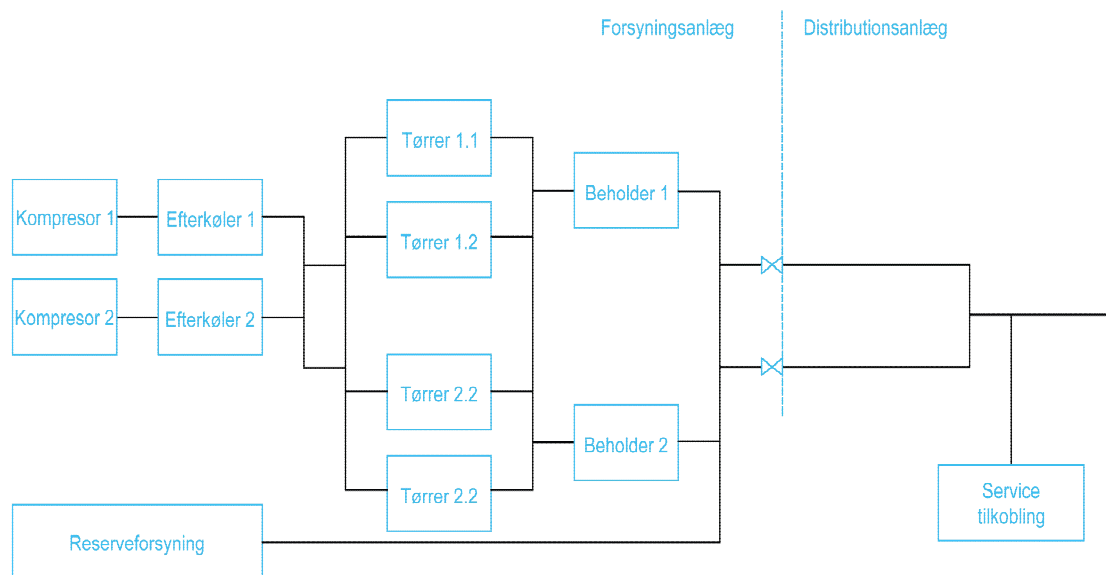 Forsyningsanlæg
Distributionsanlæg
Tørrer 1.1
Beholder 1
Kompresor 1
Efterkøler 1
Tørrer 1.2
Kompresor 2
Efterkøler 2
Tørrer 2.2
Beholder 2
Tørrer 2.2
Service
tilkobling
Reserveforsyning